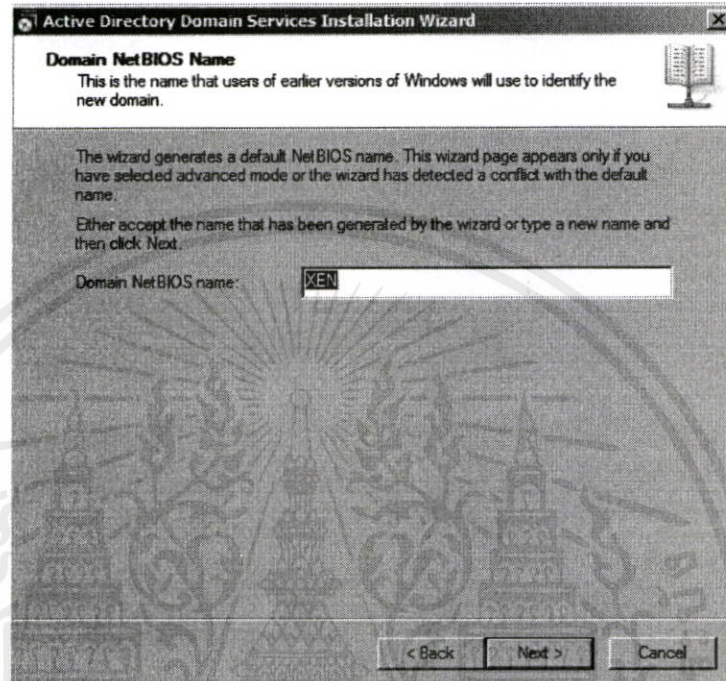 Active Directory Domain Services Installation Wizard
Domain NetBIOS Name
This is the name that users of earlier versions of Windows will use to identify the
new domain.
The wizard generates a default NetBIOS name. This wizard page appears only if you
have selected advanced mode or the wizard has detected a conflict with the default
name.
Either accept the name that has been generated by the wizard or type a new name and
then click Next.
Domain NetBIOS name:
XEN
< Back
Next >
Cancel